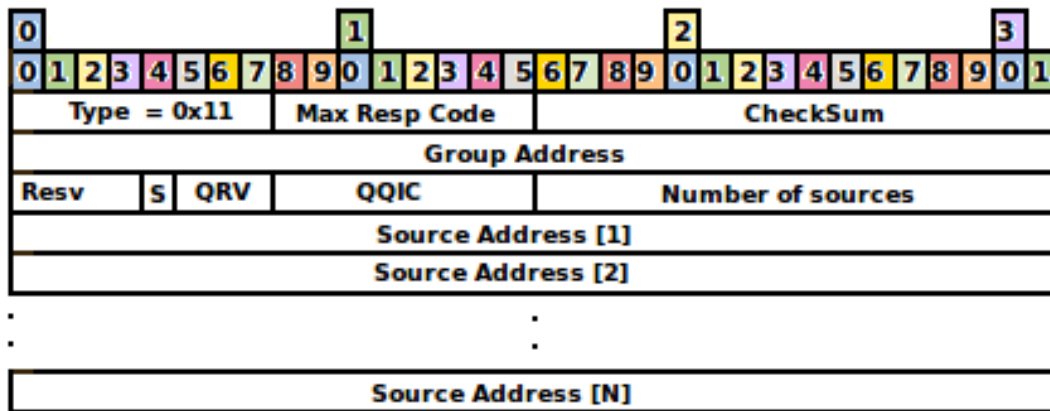 0 1 2 3
0 1 2 3 4 5 6 7 8 9 0 1 2 3 4 5 6 7 8 9 0 1 2 3 4 5 6 7 8 9 0 1
Type = 0x11 Max Resp Code CheckSum
Group Address
Resv S QRV QQIC Number of sources
Source Address [1]
Source Address [2]
Source Address [N]